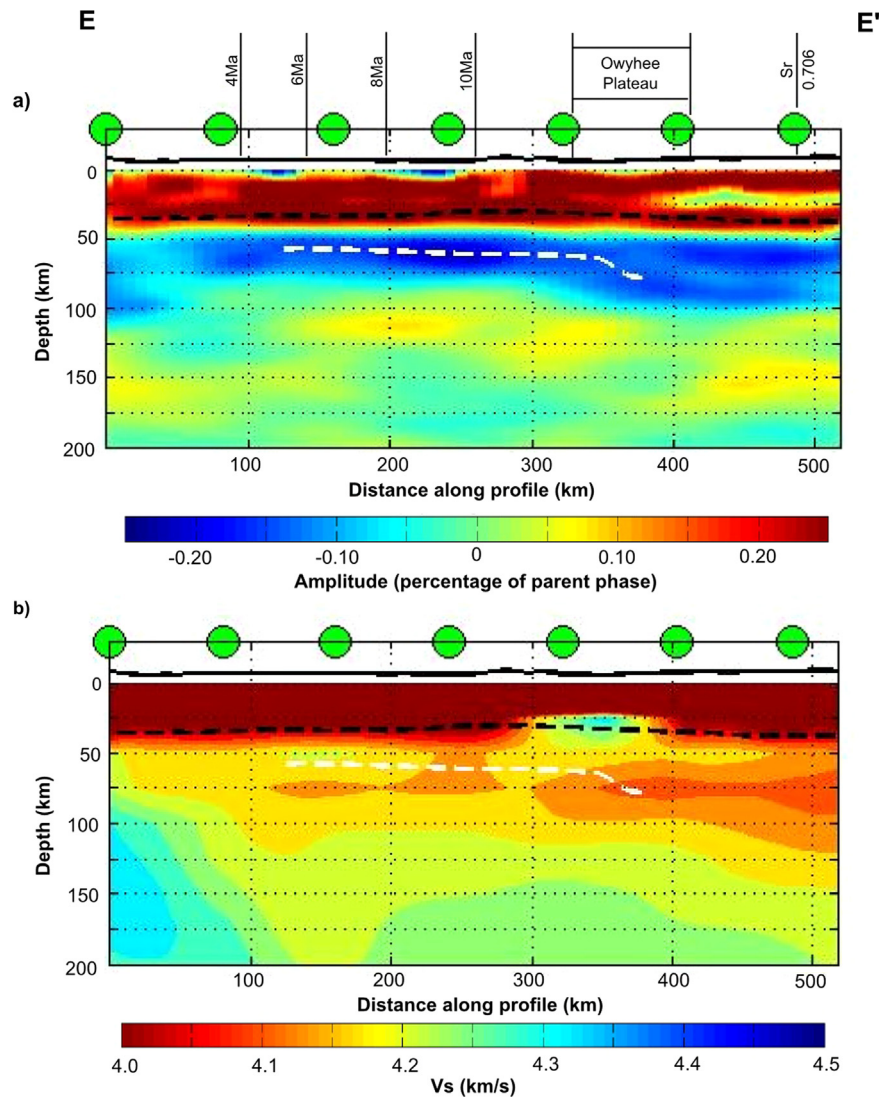 E E'
4Ma 6Ma 8Ma 10Ma Owyhee Plateau Sr 0.706
a)
0
50
100
150
200
Depth (km)
100 200 300 400 500
Distance along profile (km)
-0.20 -0.10 0 0.10 0.20
Amplitude (percentage of parent phase)
b)
0
50
100
150
200
Depth (km)
100 200 300 400 500
Distance along profile (km)
4.0 4.1 4.2 4.3 4.4 4.5
Vs (km/s)